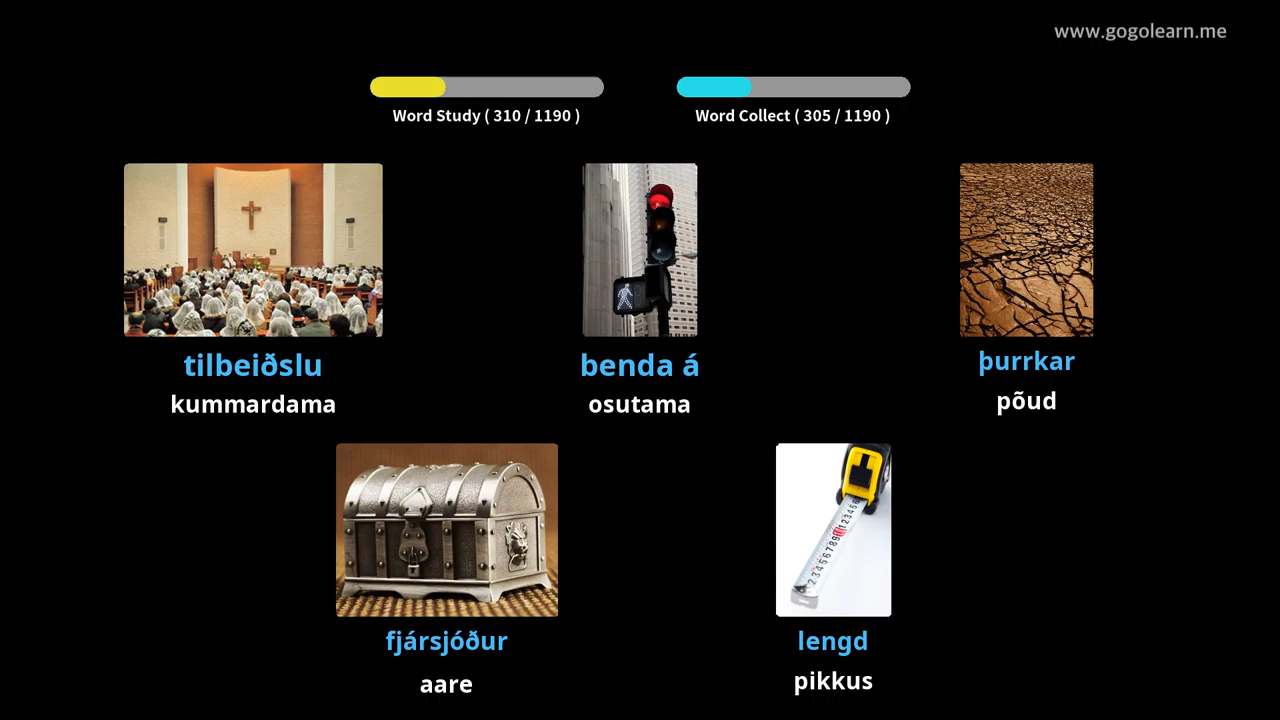 www.gogolearn.me
Word Study ( 310 / 1190 )
Word Collect ( 305 / 1190 )
tilbeiðslu
kummardama
benda á
osutama
þurrkar
põud
fjársjóður
aare
lengd
pikkus